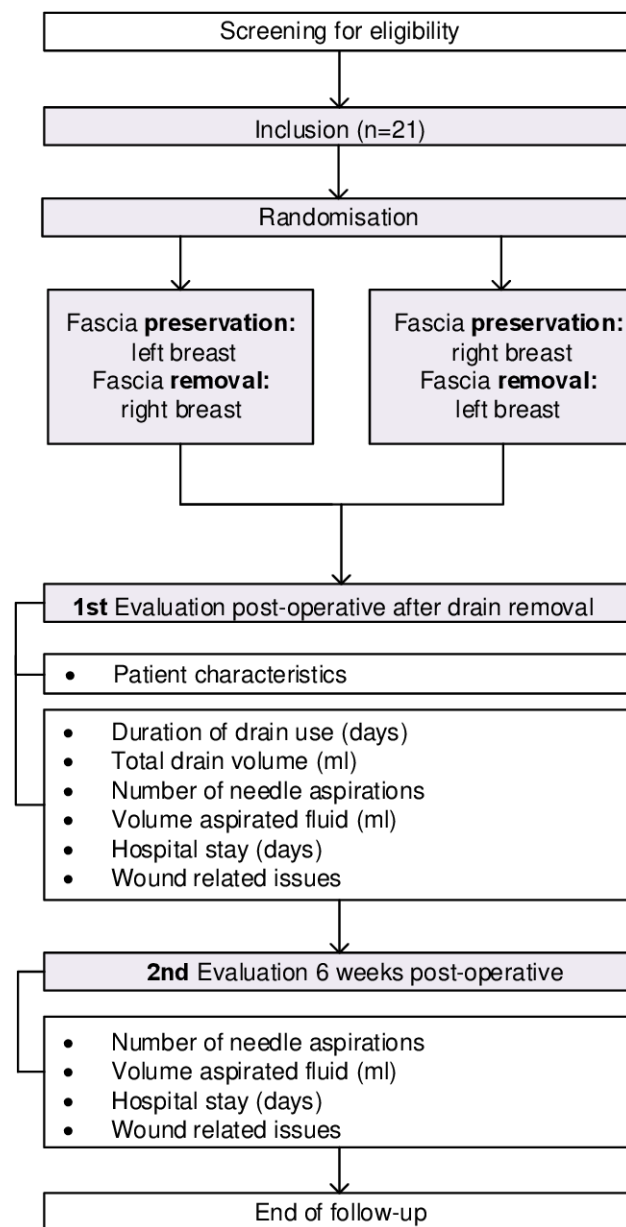 Screening for eligibility
Inclusion (n=21)
Randomisation
Fascia preservation:
left breast
Fascia removal:
right breast
Fascia preservation:
right breast
Fascia removal:
left breast
1st Evaluation post-operative after drain removal
• Patient characteristics
• Duration of drain use (days)
• Total drain volume (ml)
• Number of needle aspirations
• Volume aspirated fluid (ml)
• Hospital stay (days)
• Wound related issues
2nd Evaluation 6 weeks post-operative
• Number of needle aspirations
• Volume aspirated fluid (ml)
• Hospital stay (days)
• Wound related issues
End of follow-up